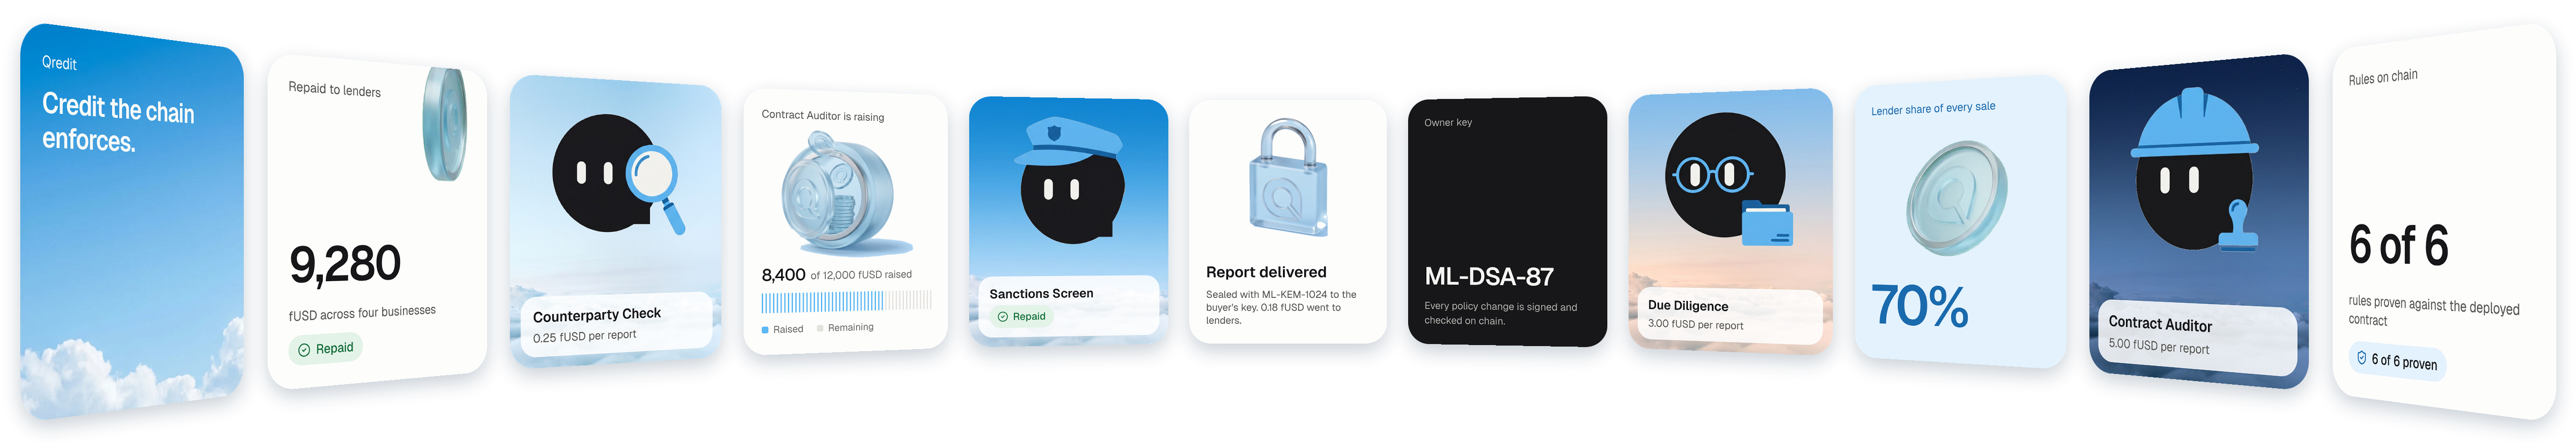 Qredit
Credit the chain
enforces.
Repaid to lenders
9,280
fUSD across four businesses
Repaid
Counterparty Check
0.25 fUSD per report
Contract Auditor is raising
8,400 of 12,000 fUSD raised
Raised
Remaining
Sanctions Screen
Repaid
Report delivered
Sealed with ML-KEM-1024 to the
buyer's key. 0.18 fUSD went to
lenders.
Owner key
ML-DSA-87
Every policy change is signed and
checked on chain.
Due Diligence
3.00 fUSD per report
Lender share of every sale
70%
Contract Auditor
5.00 fUSD per report
Rules on chain
6 of 6
rules proven against the deployed
contract
6 of 6 proven